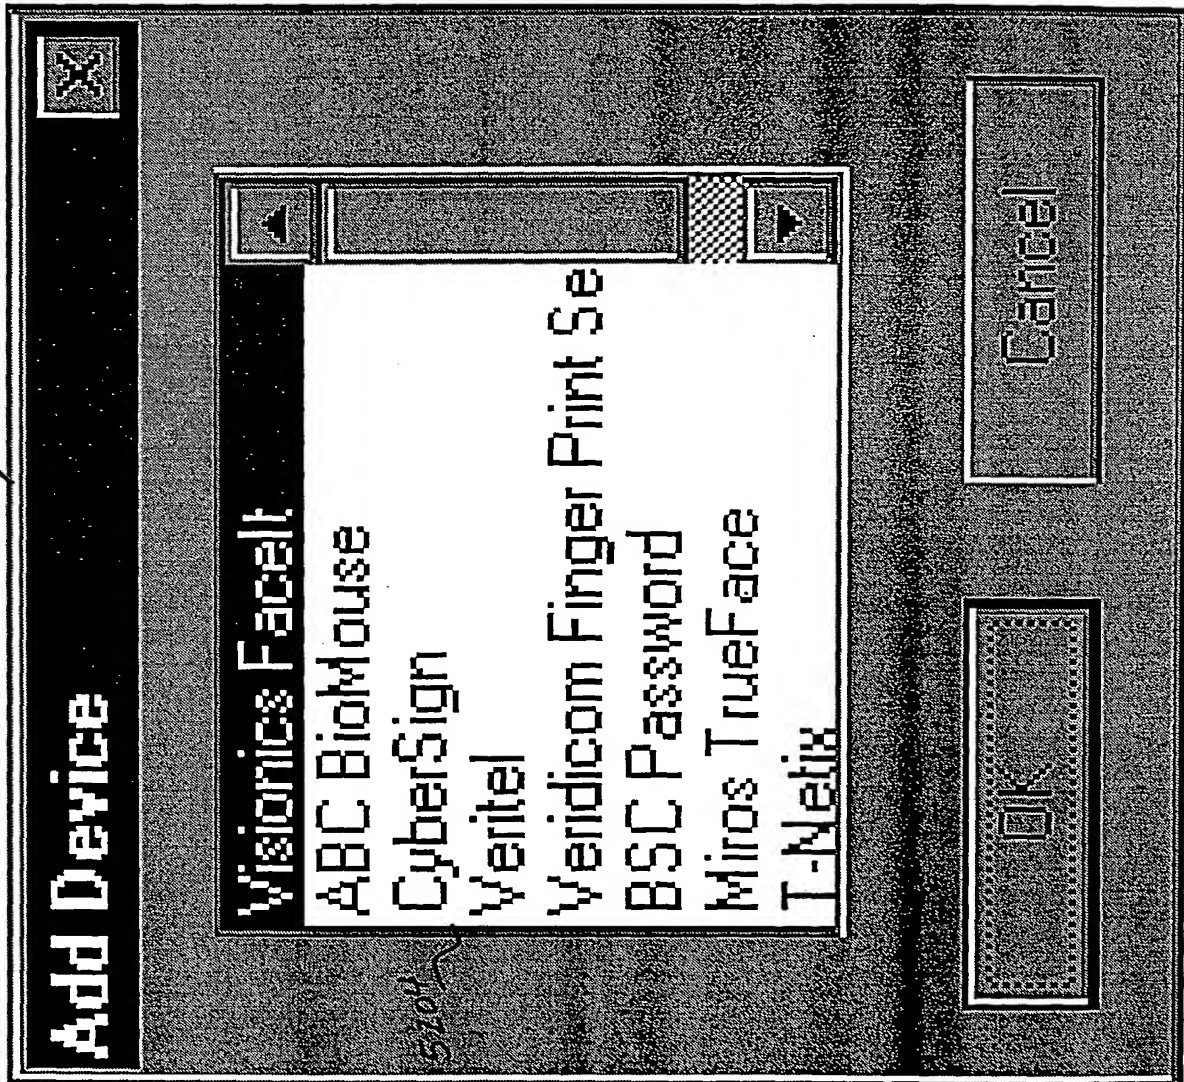 Add Device
Visionics FaceIt
ABC BioMouse
CyberSign
Veritel
Veridicom Finger Print Se
BSC Password
Miros TrueFace
T-Netix
OK
Cancel
5204